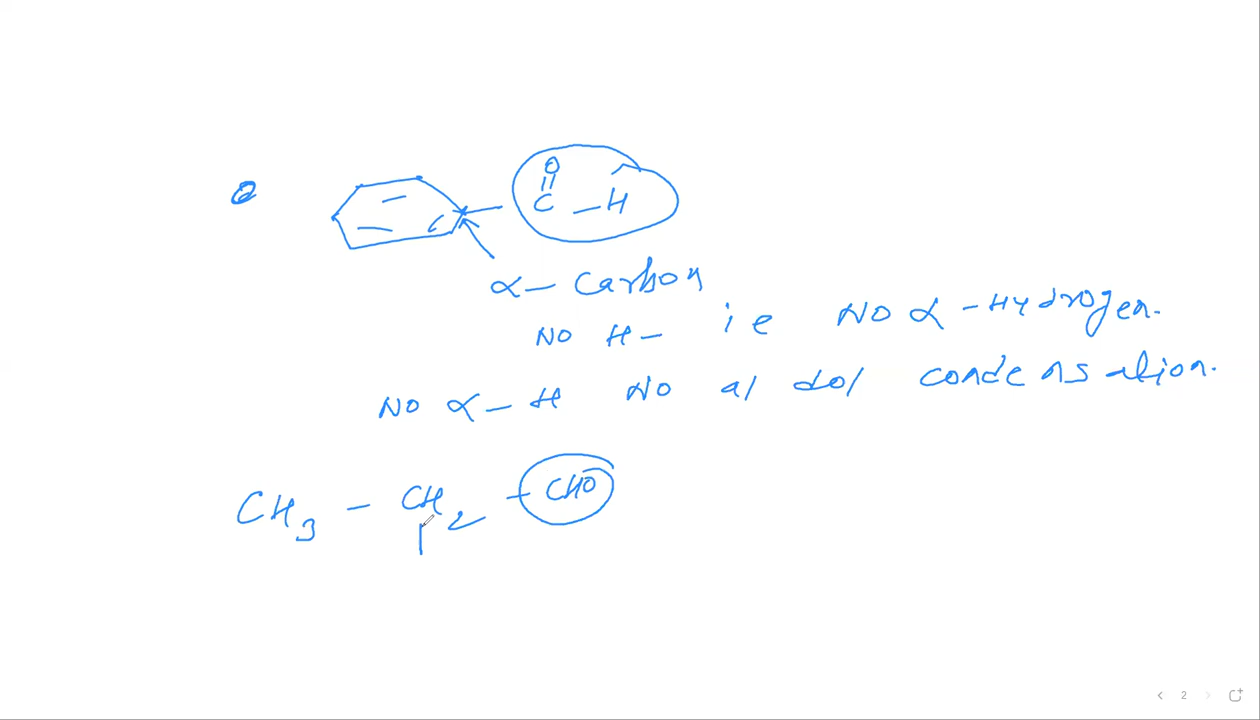 O
||
C — H
α — Carbon
NO H — ie NO α - Hydrogen.
NO α — H NO aldol condensation.
CH3 — CH2 — CHO
2